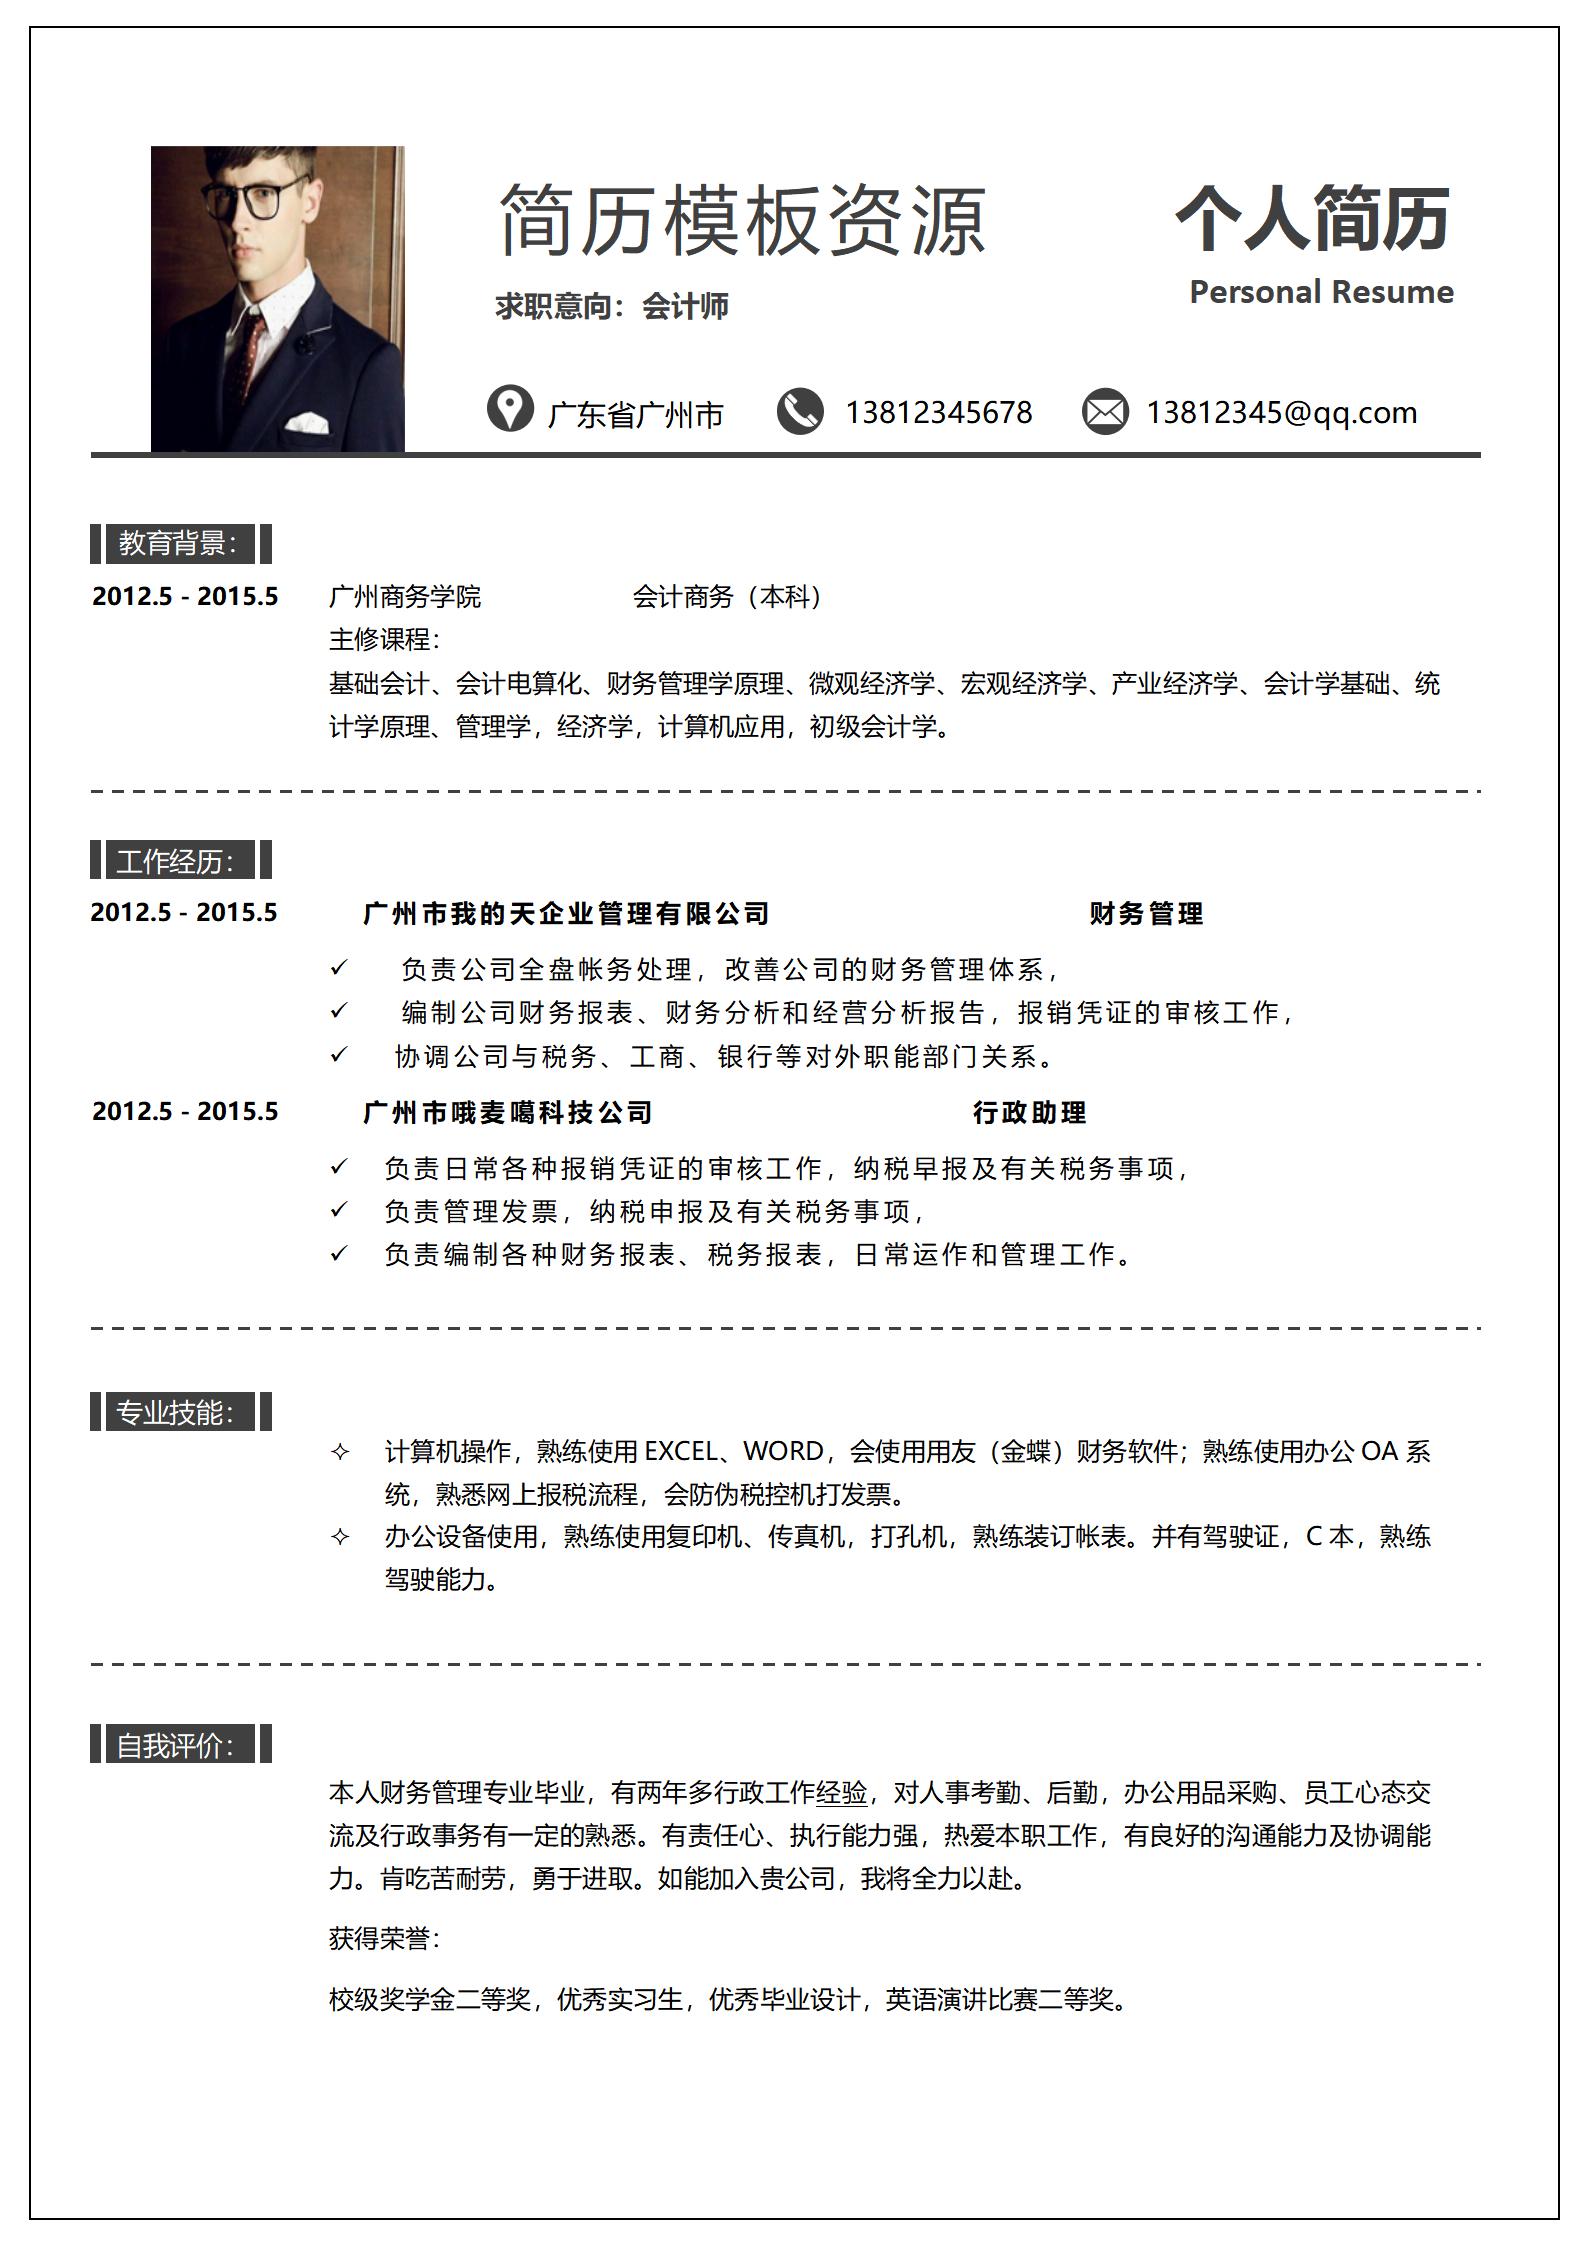 简历模板资源
个人简历
求职意向：会计师
Personal Resume
广东省广州市 13812345678 13812345@qq.com
教育背景：
2012.5 - 2015.5 广州商务学院 会计商务（本科）
主修课程：
基础会计、会计电算化、财务管理学原理、微观经济学、宏观经济学、产业经济学、会计学基础、统
计学原理、管理学，经济学，计算机应用，初级会计学。
工作经历：
2012.5 - 2015.5 广州市我的天企业管理有限公司 财务管理
✓ 负责公司全盘帐务处理，改善公司的财务管理体系，
✓ 编制公司财务报表、财务分析和经营分析报告，报销凭证的审核工作，
✓ 协调公司与税务、工商、银行等对外职能部门关系。
2012.5 - 2015.5 广州市哦麦噶科技公司 行政助理
✓ 负责日常各种报销凭证的审核工作，纳税早报及有关税务事项，
✓ 负责管理发票，纳税申报及有关税务事项，
✓ 负责编制各种财务报表、税务报表，日常运作和管理工作。
专业技能：
✧ 计算机操作，熟练使用 EXCEL、WORD，会使用用友（金蝶）财务软件；熟练使用办公 OA 系
统，熟悉网上报税流程，会防伪税控机打发票。
✧ 办公设备使用，熟练使用复印机、传真机，打孔机，熟练装订帐表。并有驾驶证，C 本，熟练
驾驶能力。
自我评价：
本人财务管理专业毕业，有两年多行政工作经验，对人事考勤、后勤，办公用品采购、员工心态交
流及行政事务有一定的熟悉。有责任心、执行能力强，热爱本职工作，有良好的沟通能力及协调能
力。肯吃苦耐劳，勇于进取。如能加入贵公司，我将全力以赴。
获得荣誉：
校级奖学金二等奖，优秀实习生，优秀毕业设计，英语演讲比赛二等奖。